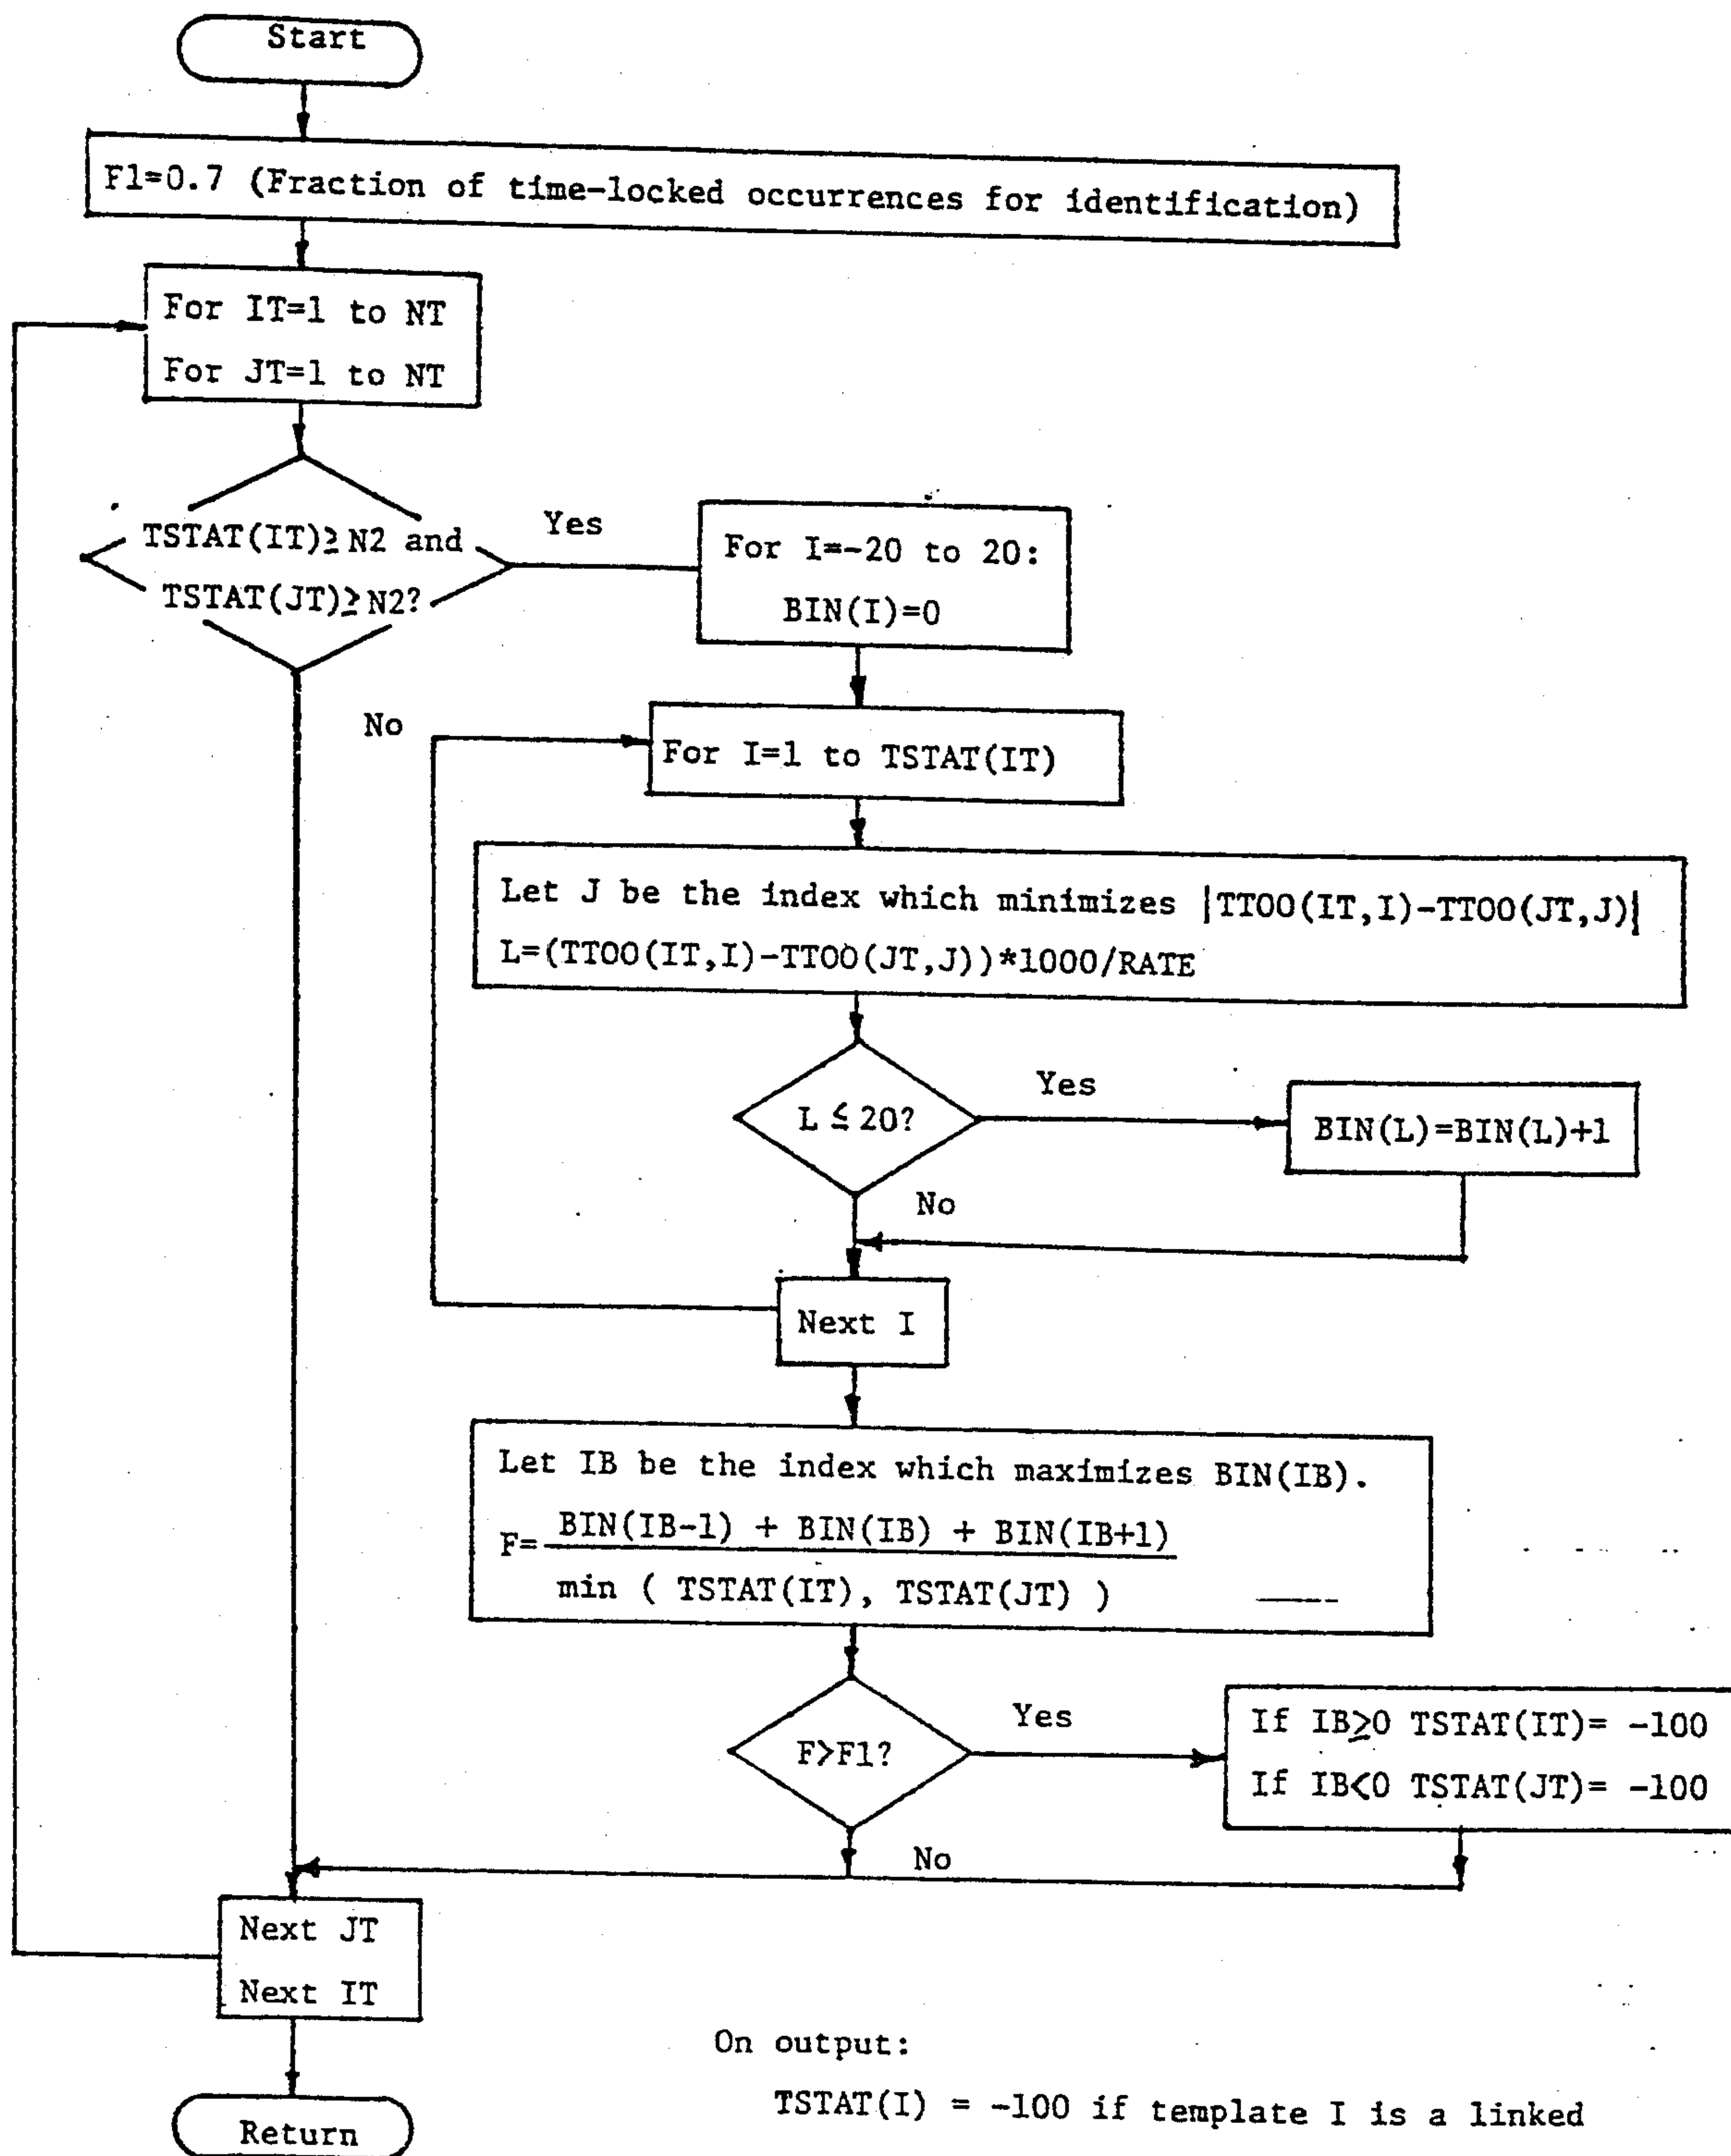 Start
F1=0.7 (Fraction of time-locked occurrences for identification)
For IT=1 to NT
For JT=1 to NT
TSTAT(IT)≥N2 and
TSTAT(JT)≥N2?
Yes
For I=-20 to 20:
BIN(I)=0
No
For I=1 to TSTAT(IT)
Let J be the index which minimizes |TTOO(IT,I)-TTOO(JT,J)|
L=(TTOO(IT,I)-TTOO(JT,J))*1000/RATE
L ≤ 20?
Yes
BIN(L)=BIN(L)+1
No
Next I
Let IB be the index which maximizes BIN(IB).
F= BIN(IB-1) + BIN(IB) + BIN(IB+1)
min ( TSTAT(IT), TSTAT(JT) )
F>F1?
Yes
If IB≥0 TSTAT(IT)= -100
If IB<0 TSTAT(JT)= -100
No
Next JT
Next IT
Return
On output:
TSTAT(I) = -100 if template I is a linked